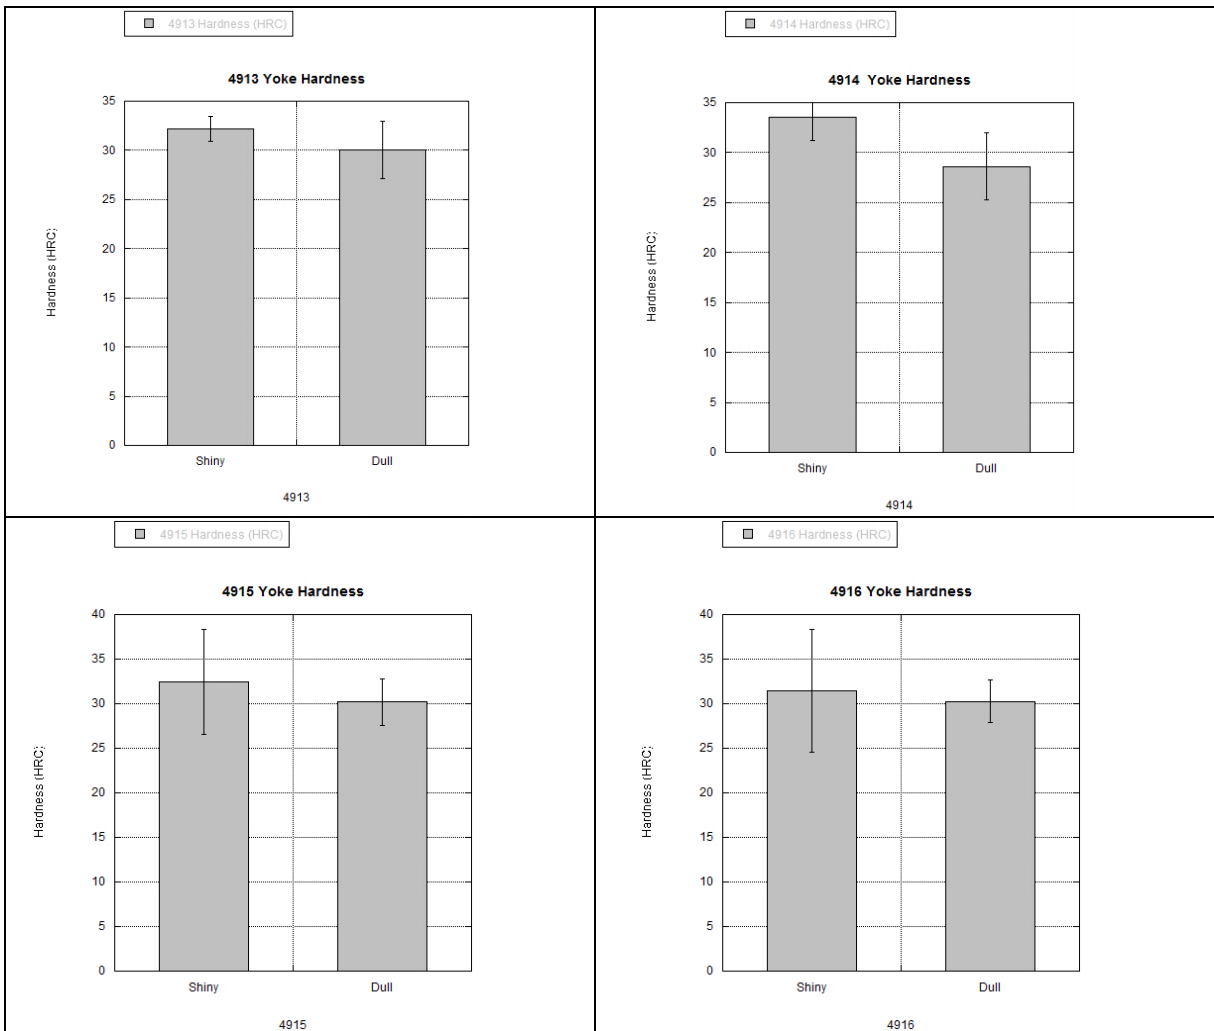 4913 Hardness (HRC)
4913 Yoke Hardness
35
30
25
20
15
10
5
0
Hardness (HRC)
Shiny Dull
4913
4914 Hardness (HRC)
4914 Yoke Hardness
35
30
25
20
15
10
5
0
Hardness (HRC)
Shiny Dull
4914
4915 Hardness (HRC)
4915 Yoke Hardness
40
35
30
25
20
15
10
5
0
Hardness (HRC)
Shiny Dull
4915
4916 Hardness (HRC)
4916 Yoke Hardness
40
35
30
25
20
15
10
5
0
Hardness (HRC)
Shiny Dull
4916